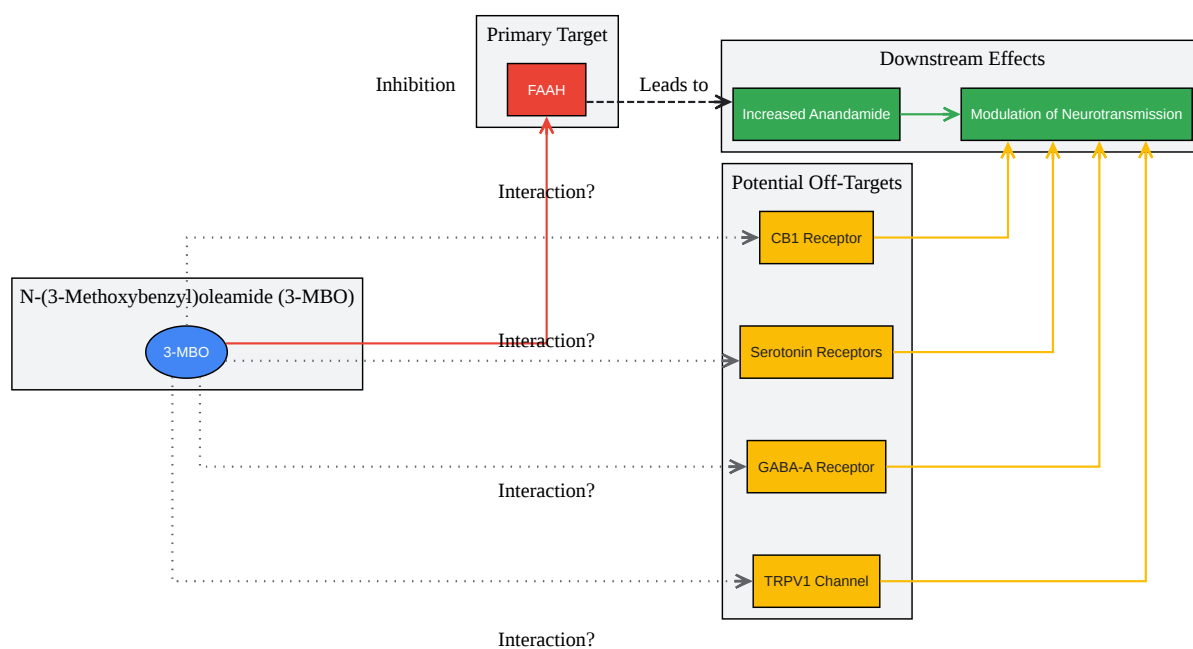 Primary Target
Inhibition
FAAH
Leads to
Downstream Effects
Increased Anandamide
Modulation of Neurotransmission
Interaction?
Potential Off-Targets
CB1 Receptor
N-(3-Methoxybenzyl)oleamide (3-MBO)
3-MBO
Interaction?
Serotonin Receptors
GABA-A Receptor
Interaction?
TRPV1 Channel
Interaction?